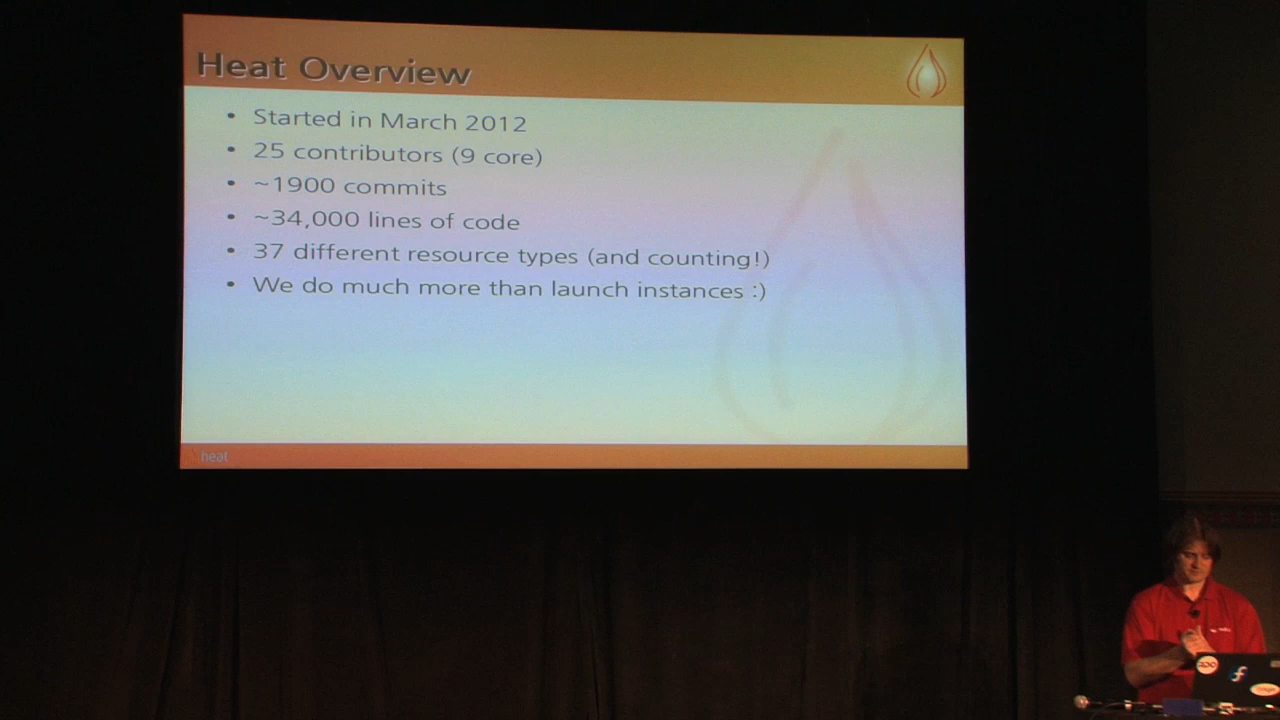 Heat Overview
• Started in March 2012
• 25 contributors (9 core)
• ~1900 commits
• ~34,000 lines of code
• 37 different resource types (and counting!)
• We do much more than launch instances :)
heat